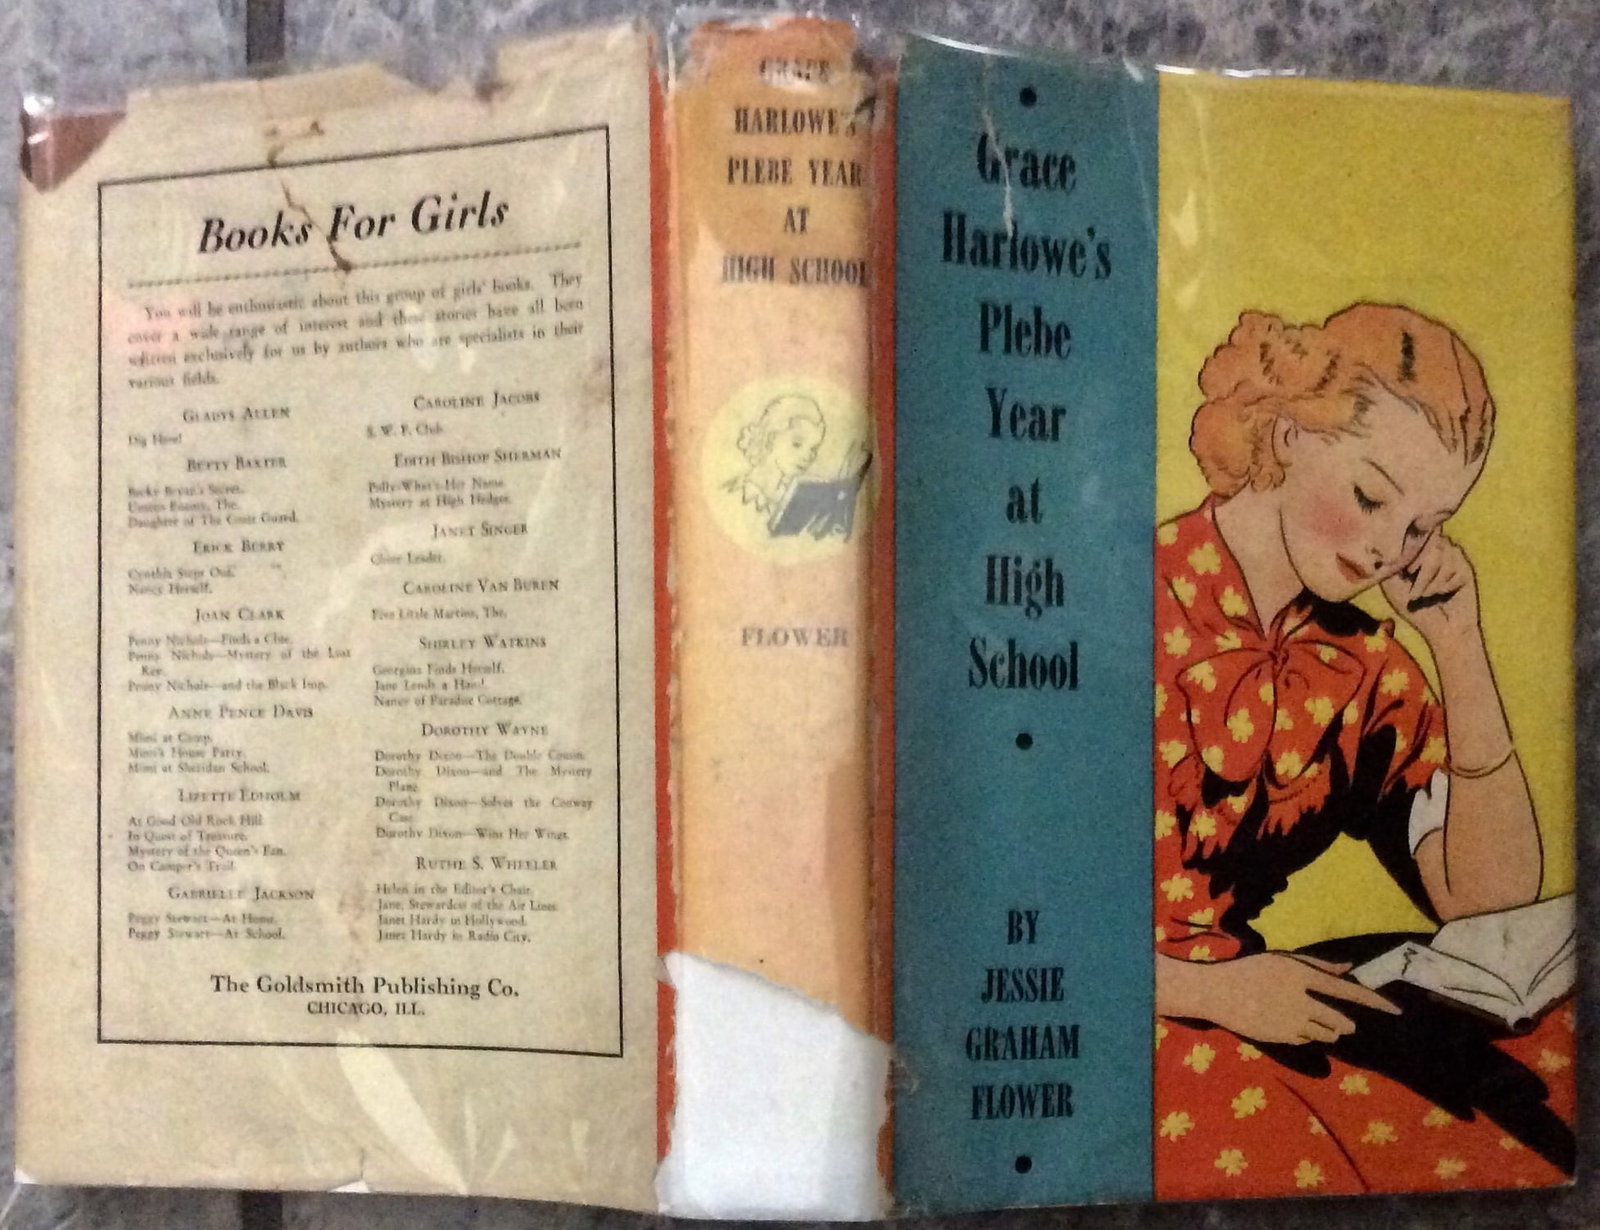 Books For Girls
You will be enthusiastic about this group of girls' books. They
cover a wide range of interest and these stories have all been
written exclusively for us by authors who are specialists in their
various fields.
GLADYS ALLEN
Dig Here!
BETTY BAXTER
Becky Bryan's Secret.
Unseen Enemy, The.
Daughter of The Coast Guard.
ERICK BERRY
Cynthia Steps Out.
Nancy Herself.
JOAN CLARK
Penny Nichols—Finds a Clue.
Penny Nichols—Mystery of the Lost
Key.
Penny Nichols—and the Black Imp.
ANNE PENCE DAVIS
Mimi at Camp.
Mimi's House Party.
Mimi at Sheridan School.
LIZETTE EDHOLM
At Good Old Rock Hill
In Quest of Treasure.
Mystery of the Queen's Fan.
On Camper's Trail.
GABRIELLE JACKSON
Peggy Stewart—At Home.
Peggy Stewart—At School.
CAROLINE JACOBS
S. W. F. Club.
EDITH BISHOP SHERMAN
Polly-What's-Her Name.
Mystery at High Hedges.
JANET SINGER
Cheer Leader.
CAROLINE VAN BUREN
Five Little Martins, The.
SHIRLEY WATKINS
Georgina Finds Herself.
Jane Lends a Hand.
Nancy of Paradise Cottage.
DOROTHY WAYNE
Dorothy Dixon—The Double Cousin.
Dorothy Dixon—and The Mystery
Plane.
Dorothy Dixon—Solves the Conway
Case.
Dorothy Dixon—Wins Her Wings.
RUTHE S. WHEELER
Helen in the Editor's Chair.
Jane, Stewardess of the Air Lines.
Janet Hardy in Hollywood.
Janet Hardy in Radio City.
The Goldsmith Publishing Co.
CHICAGO, ILL.
GRACE
HARLOWE'S
PLEBE YEAR
AT
HIGH SCHOOL
FLOWER
Grace
Harlowe's
Plebe
Year
at
High
School
BY
JESSIE
GRAHAM
FLOWER